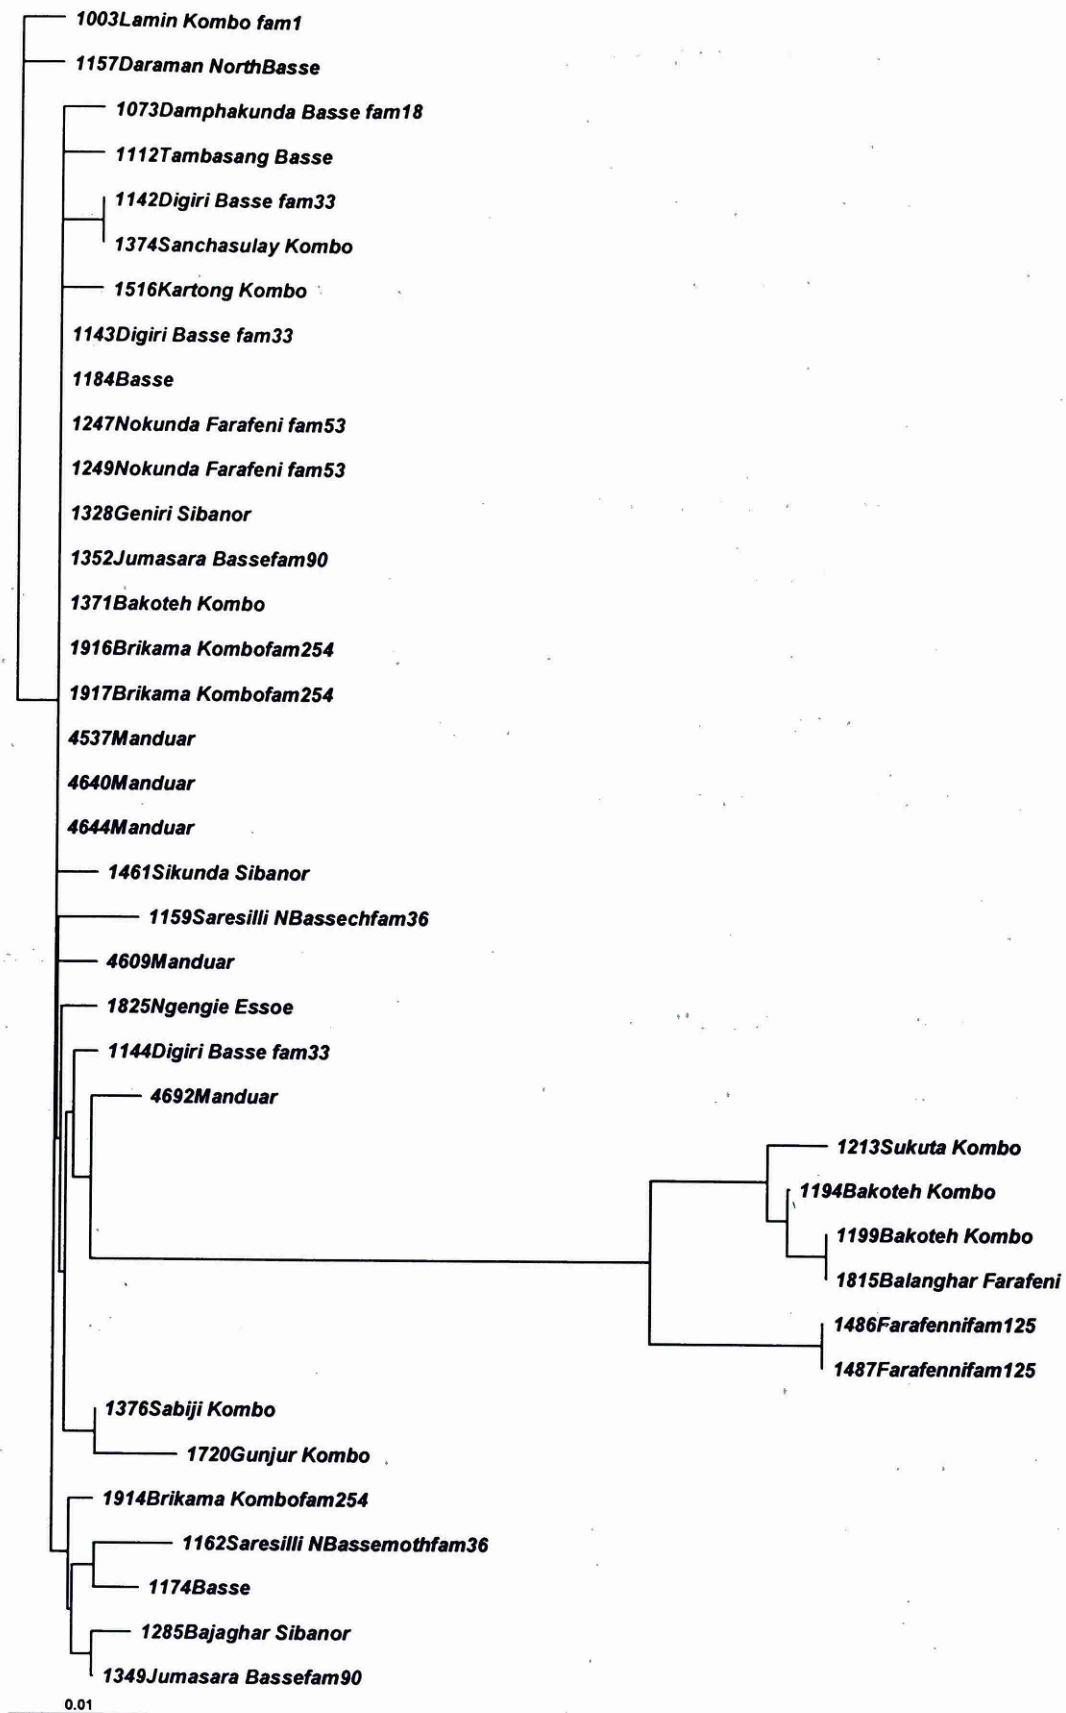 1003Lamin Kombo fam1
1157Daraman NorthBasse
1073Damphakunda Basse fam18
1112Tambasang Basse
1142Digiri Basse fam33
1374Sanchasulay Kombo
1516Kartong Kombo
1143Digiri Basse fam33
1184Basse
1247Nokunda Farafeni fam53
1249Nokunda Farafeni fam53
1328Geniri Sibanor
1352Jumasara Bassefam90
1371Bakoteh Kombo
1916Brikama Kombofam254
1917Brikama Kombofam254
4537Manduar
4640Manduar
4644Manduar
1461Sikunda Sibanor
1159Saresilli NBassechfam36
4609Manduar
1825Ngengie Essoe
1144Digiri Basse fam33
4692Manduar
1213Sukuta Kombo
1194Bakoteh Kombo
1199Bakoteh Kombo
1815Balanghar Farafeni
1486Farafennifam125
1487Farafennifam125
1376Sabiji Kombo
1720Gunjur Kombo
1914Brikama Kombofam254
1162Saresilli NBassemothfam36
1174Basse
1285Bajaghar Sibanor
1349Jumasara Bassefam90
0.01